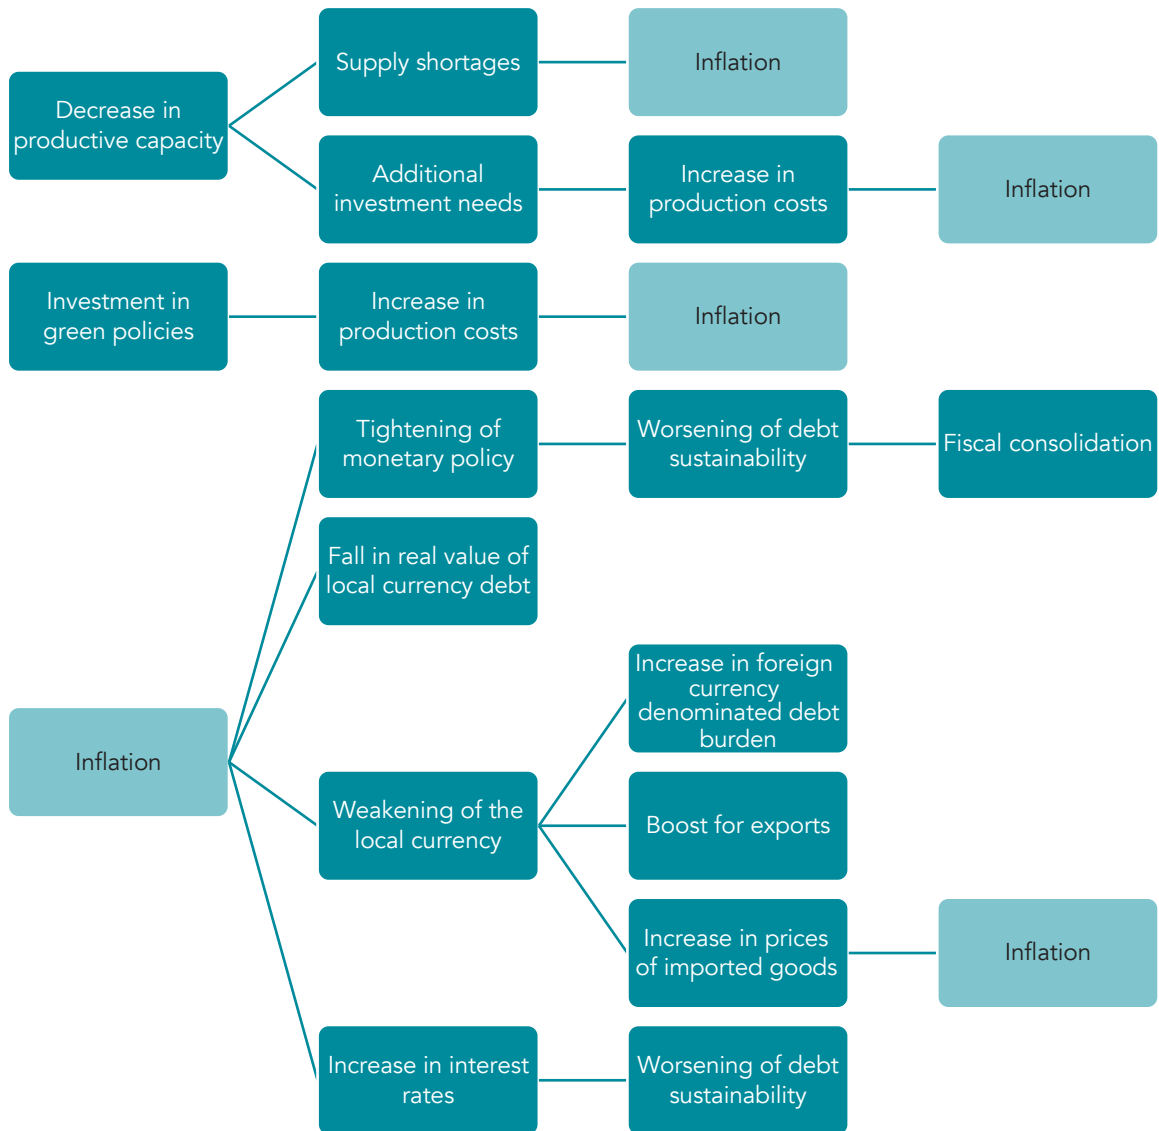 Supply shortages
Inflation
Decrease in
productive capacity
Additional
investment needs
Increase in
production costs
Inflation
Investment in
green policies
Increase in
production costs
Inflation
Tightening of
monetary policy
Worsening of debt
sustainability
Fiscal consolidation
Fall in real value of
local currency debt
Increase in foreign
currency
denominated debt
burden
Inflation
Weakening of the
local currency
Boost for exports
Increase in prices
of imported goods
Inflation
Increase in interest
rates
Worsening of debt
sustainability